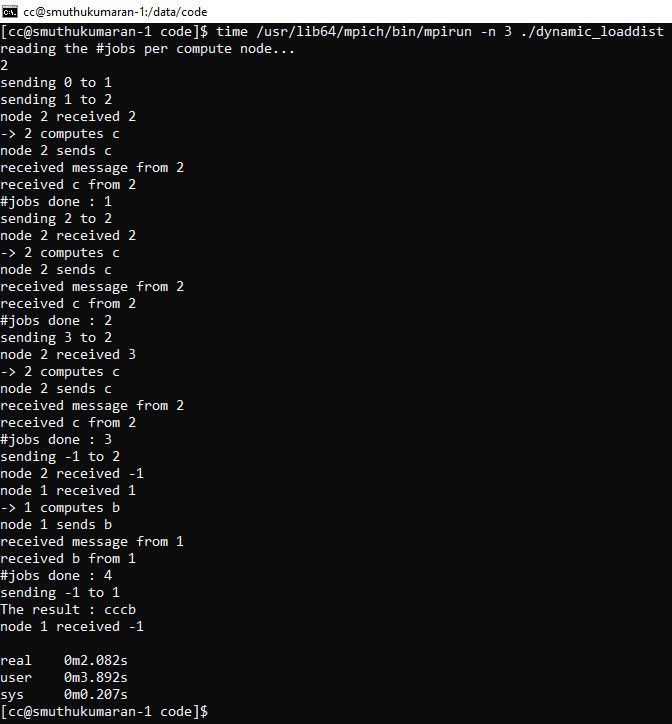 cc@smuthukumaran-1:/data/code
[cc@smuthukumaran-1 code]$ time /usr/lib64/mpich/bin/mpirun -n 3 ./dynamic_loaddist
reading the #jobs per compute node...
2
sending 0 to 1
sending 1 to 2
node 2 received 2
-> 2 computes c
node 2 sends c
received message from 2
received c from 2
#jobs done : 1
sending 2 to 2
node 2 received 2
-> 2 computes c
node 2 sends c
received message from 2
received c from 2
#jobs done : 2
sending 3 to 2
node 2 received 3
-> 2 computes c
node 2 sends c
received message from 2
received c from 2
#jobs done : 3
sending -1 to 2
node 2 received -1
node 1 received 1
-> 1 computes b
node 1 sends b
received message from 1
received b from 1
#jobs done : 4
sending -1 to 1
The result : cccb
node 1 received -1
real 0m2.082s
user 0m3.892s
sys 0m0.207s
[cc@smuthukumaran-1 code]$